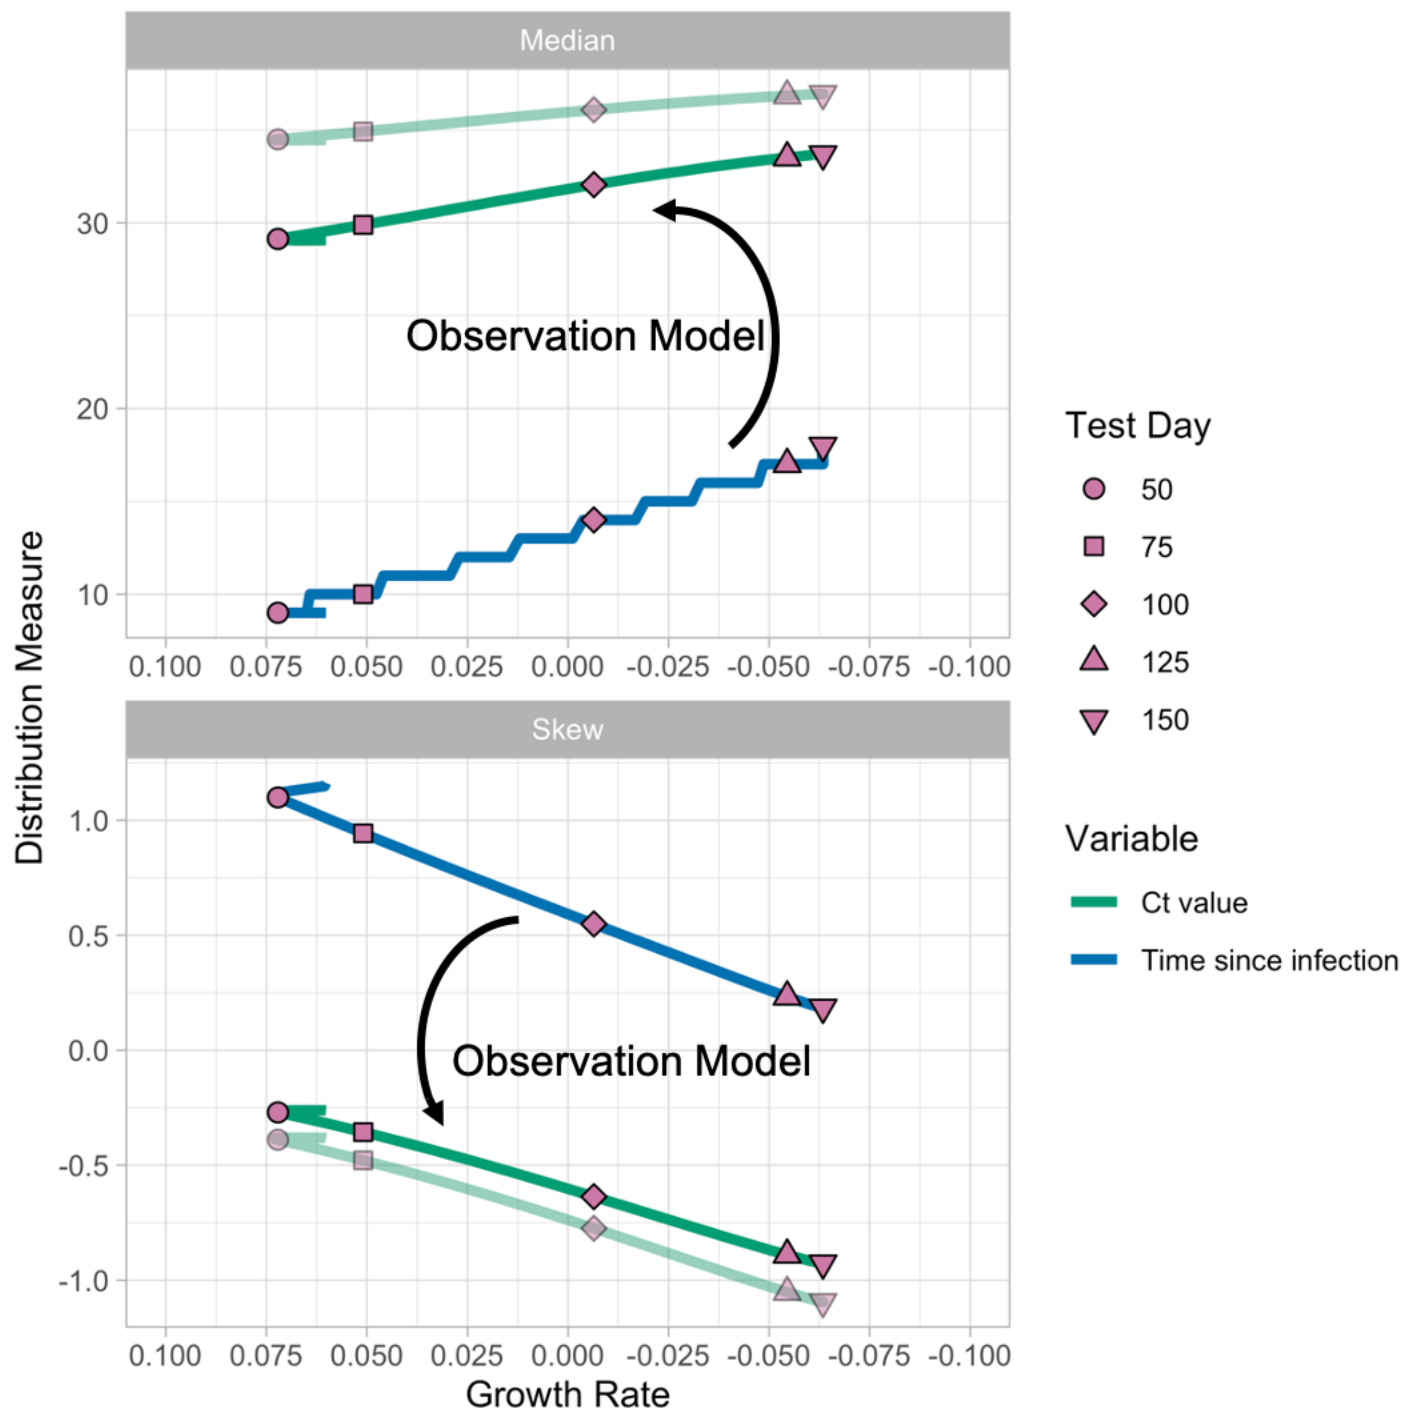 Median
30
20
10
Observation Model
0.100 0.075 0.050 0.025 0.000 -0.025 -0.050 -0.075 -0.100
Distribution Measure
Skew
1.0
0.5
0.0
-0.5
-1.0
Observation Model
0.100 0.075 0.050 0.025 0.000 -0.025 -0.050 -0.075 -0.100
Growth Rate
Test Day
50
75
100
125
150
Variable
Ct value
Time since infection